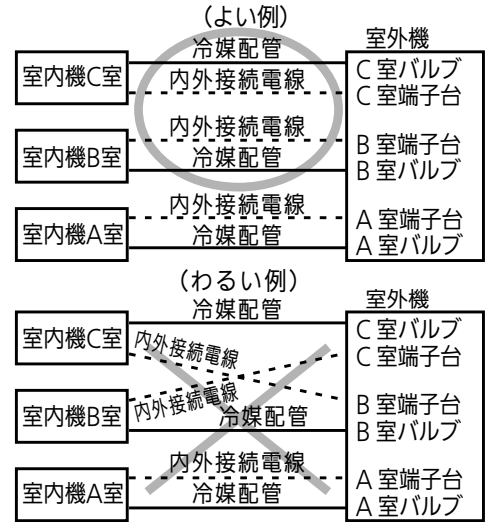 （よい例）
室外機
冷媒配管
室内機C室
C 室バルブ
内外接続電線
C 室端子台
内外接続電線
B 室端子台
室内機B室
冷媒配管
B 室バルブ
内外接続電線
A 室端子台
室内機A室
冷媒配管
A 室バルブ
（わるい例）
室外機
冷媒配管
C 室バルブ
室内機C室
内外接続電線
C 室端子台
内外接続電線
B 室端子台
室内機B室
冷媒配管
B 室バルブ
内外接続電線
A 室端子台
室内機A室
冷媒配管
A 室バルブ